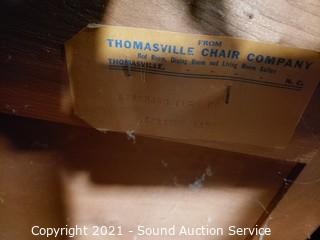 FROM
THOMASVILLE CHAIR COMPANY
Bed Room, Dining Room and Living Room Suites
THOMASVILLE, N. C.
Copyright 2021 - Sound Auction Service